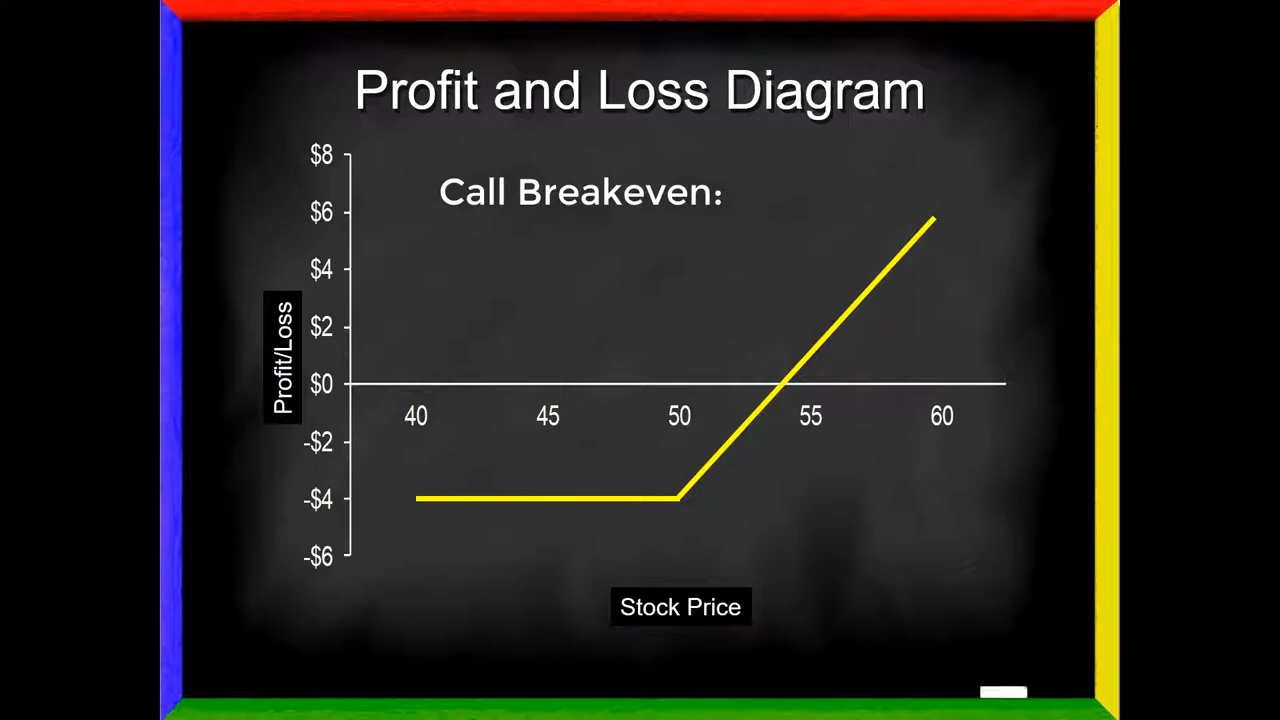 Profit and Loss Diagram
Call Breakeven:
$8
$6
$4
$2
$0
-$2
-$4
-$6
Profit/Loss
40 45 50 55 60
Stock Price